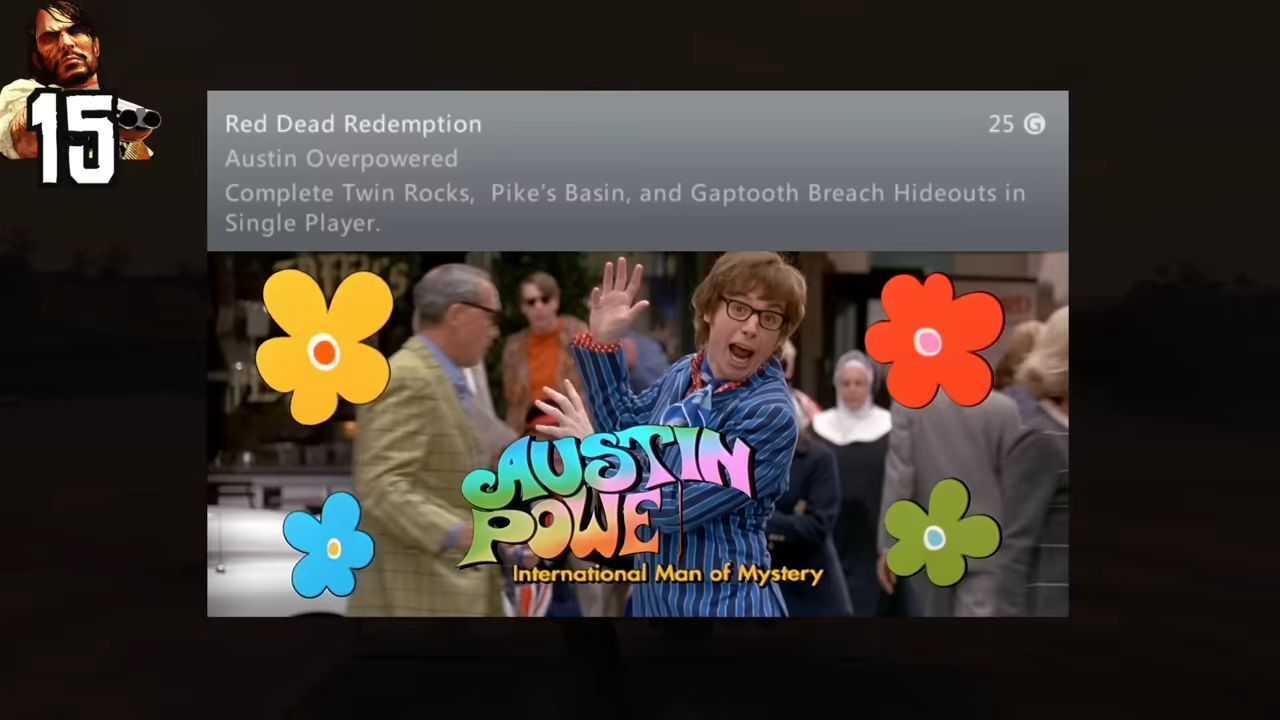 15
Red Dead Redemption
25 G
Austin Overpowered
Complete Twin Rocks,  Pike's Basin, and Gaptooth Breach Hideouts in
Single Player.
AUSTIN
POWE
International Man of Mystery